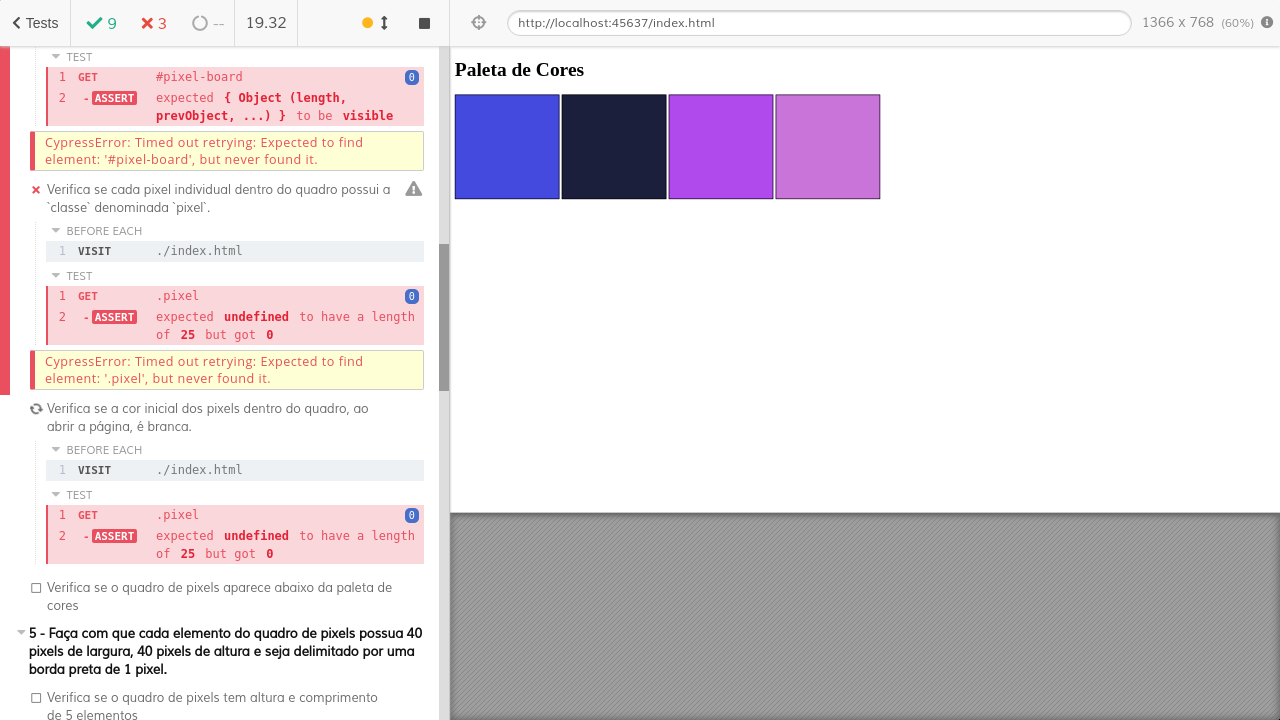 Tests
9
3
--
19.32
http://localhost:45637/index.html
1366 x 768 (60%)
TEST
1 GET #pixel-board 0
2 -ASSERT expected { Object (length,
prevObject, ...) } to be visible
CypressError: Timed out retrying: Expected to find
element: '#pixel-board', but never found it.
Verifica se cada pixel individual dentro do quadro possui a
`classe` denominada `pixel`.
BEFORE EACH
1 VISIT ./index.html
TEST
1 GET .pixel 0
2 -ASSERT expected undefined to have a length
of 25 but got 0
CypressError: Timed out retrying: Expected to find
element: '.pixel', but never found it.
Verifica se a cor inicial dos pixels dentro do quadro, ao
abrir a página, é branca.
BEFORE EACH
1 VISIT ./index.html
TEST
1 GET .pixel 0
2 -ASSERT expected undefined to have a length
of 25 but got 0
Verifica se o quadro de pixels aparece abaixo da paleta de
cores
5 - Faça com que cada elemento do quadro de pixels possua 40
pixels de largura, 40 pixels de altura e seja delimitado por uma
borda preta de 1 pixel.
Verifica se o quadro de pixels tem altura e comprimento
de 5 elementos
Paleta de Cores